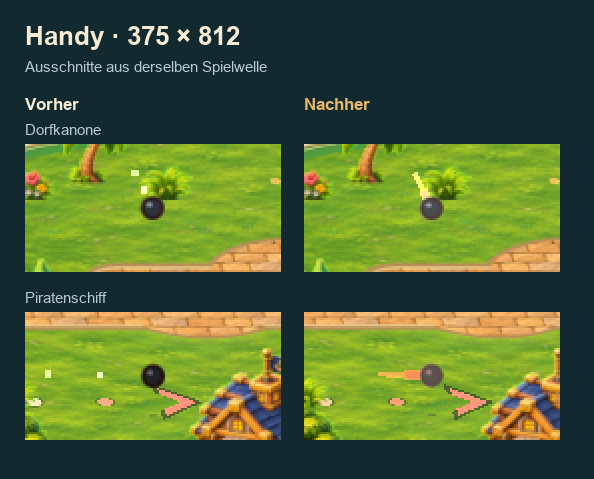 Handy · 375 × 812
Ausschnitte aus derselben Spielwelle
Vorher
Nachher
Dorfkanone
Piratenschiff